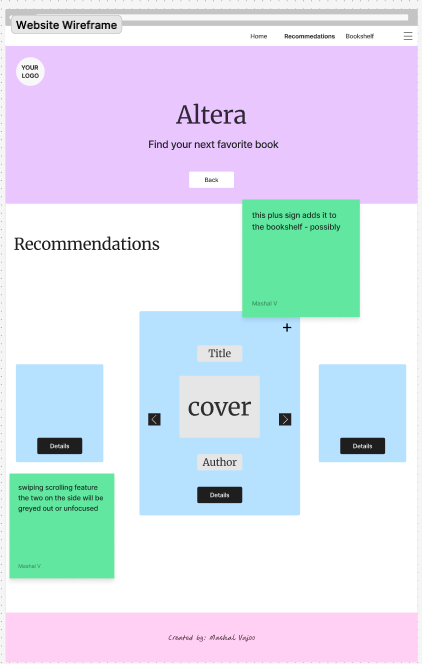 Website Wireframe
Home Recommedations Bookshelf
YOUR
LOGO
Altera
Find your next favorite book
Back
this plus sign adds it to
the bookshelf - possibly
Mashal V
Recommendations
+
Title
cover
Author
Details
Details
Details
swiping scrolling feature
the two on the side will be
greyed out or unfocused
Mashal V
Created by: Mashal Vajoo